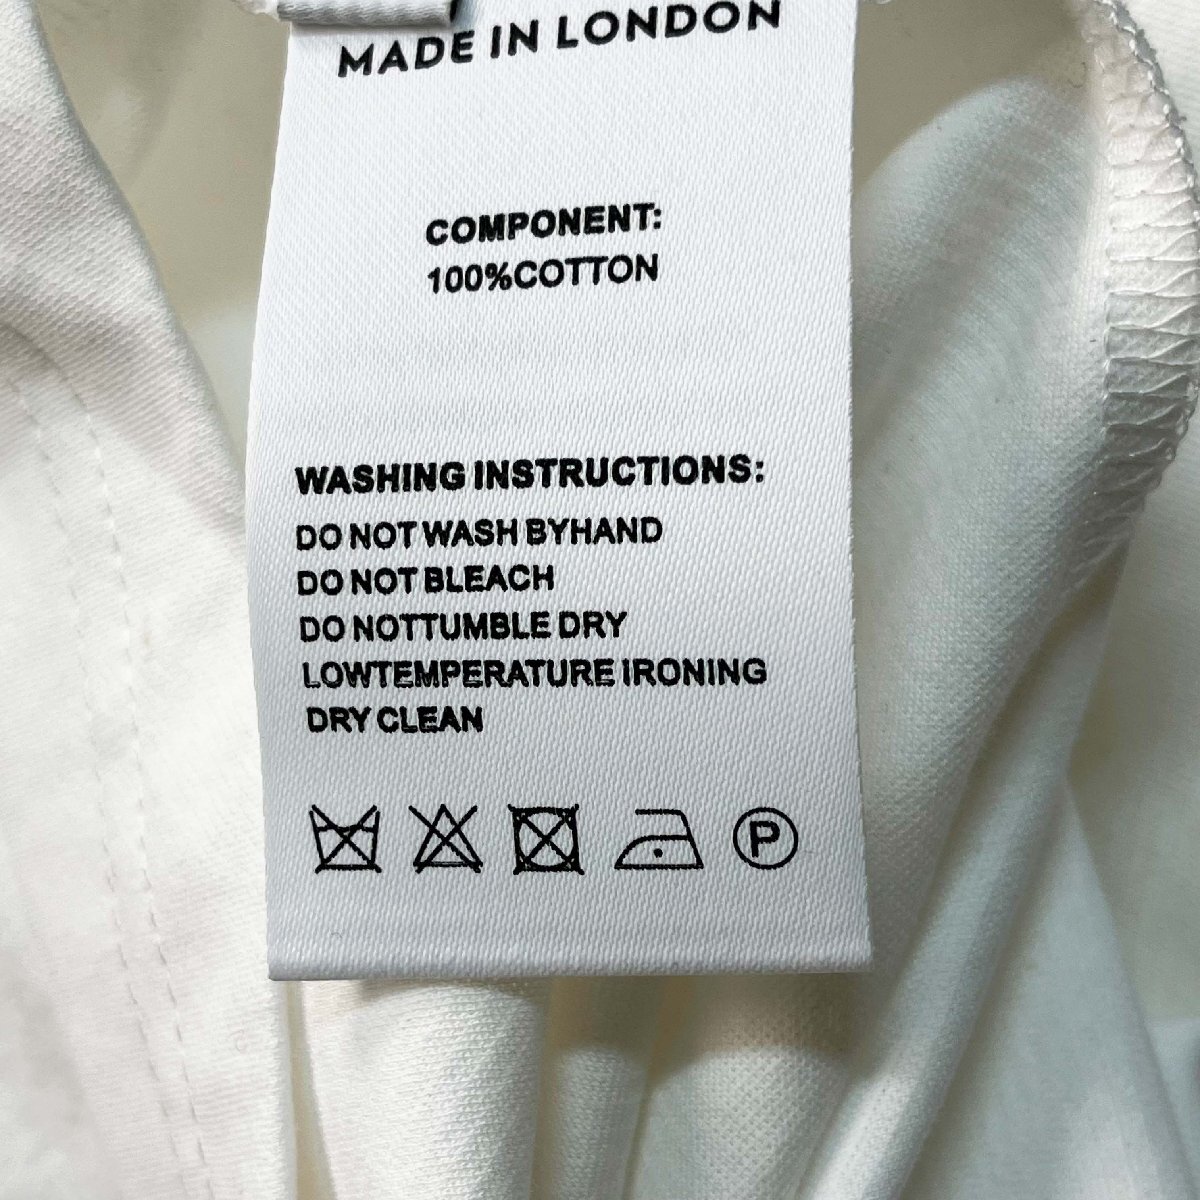 MADE IN LONDON
COMPONENT:
100%COTTON
WASHING INSTRUCTIONS:
DO NOT WASH BYHAND
DO NOT BLEACH
DO NOTTUMBLE DRY
LOWTEMPERATURE IRONING
DRY CLEAN
P